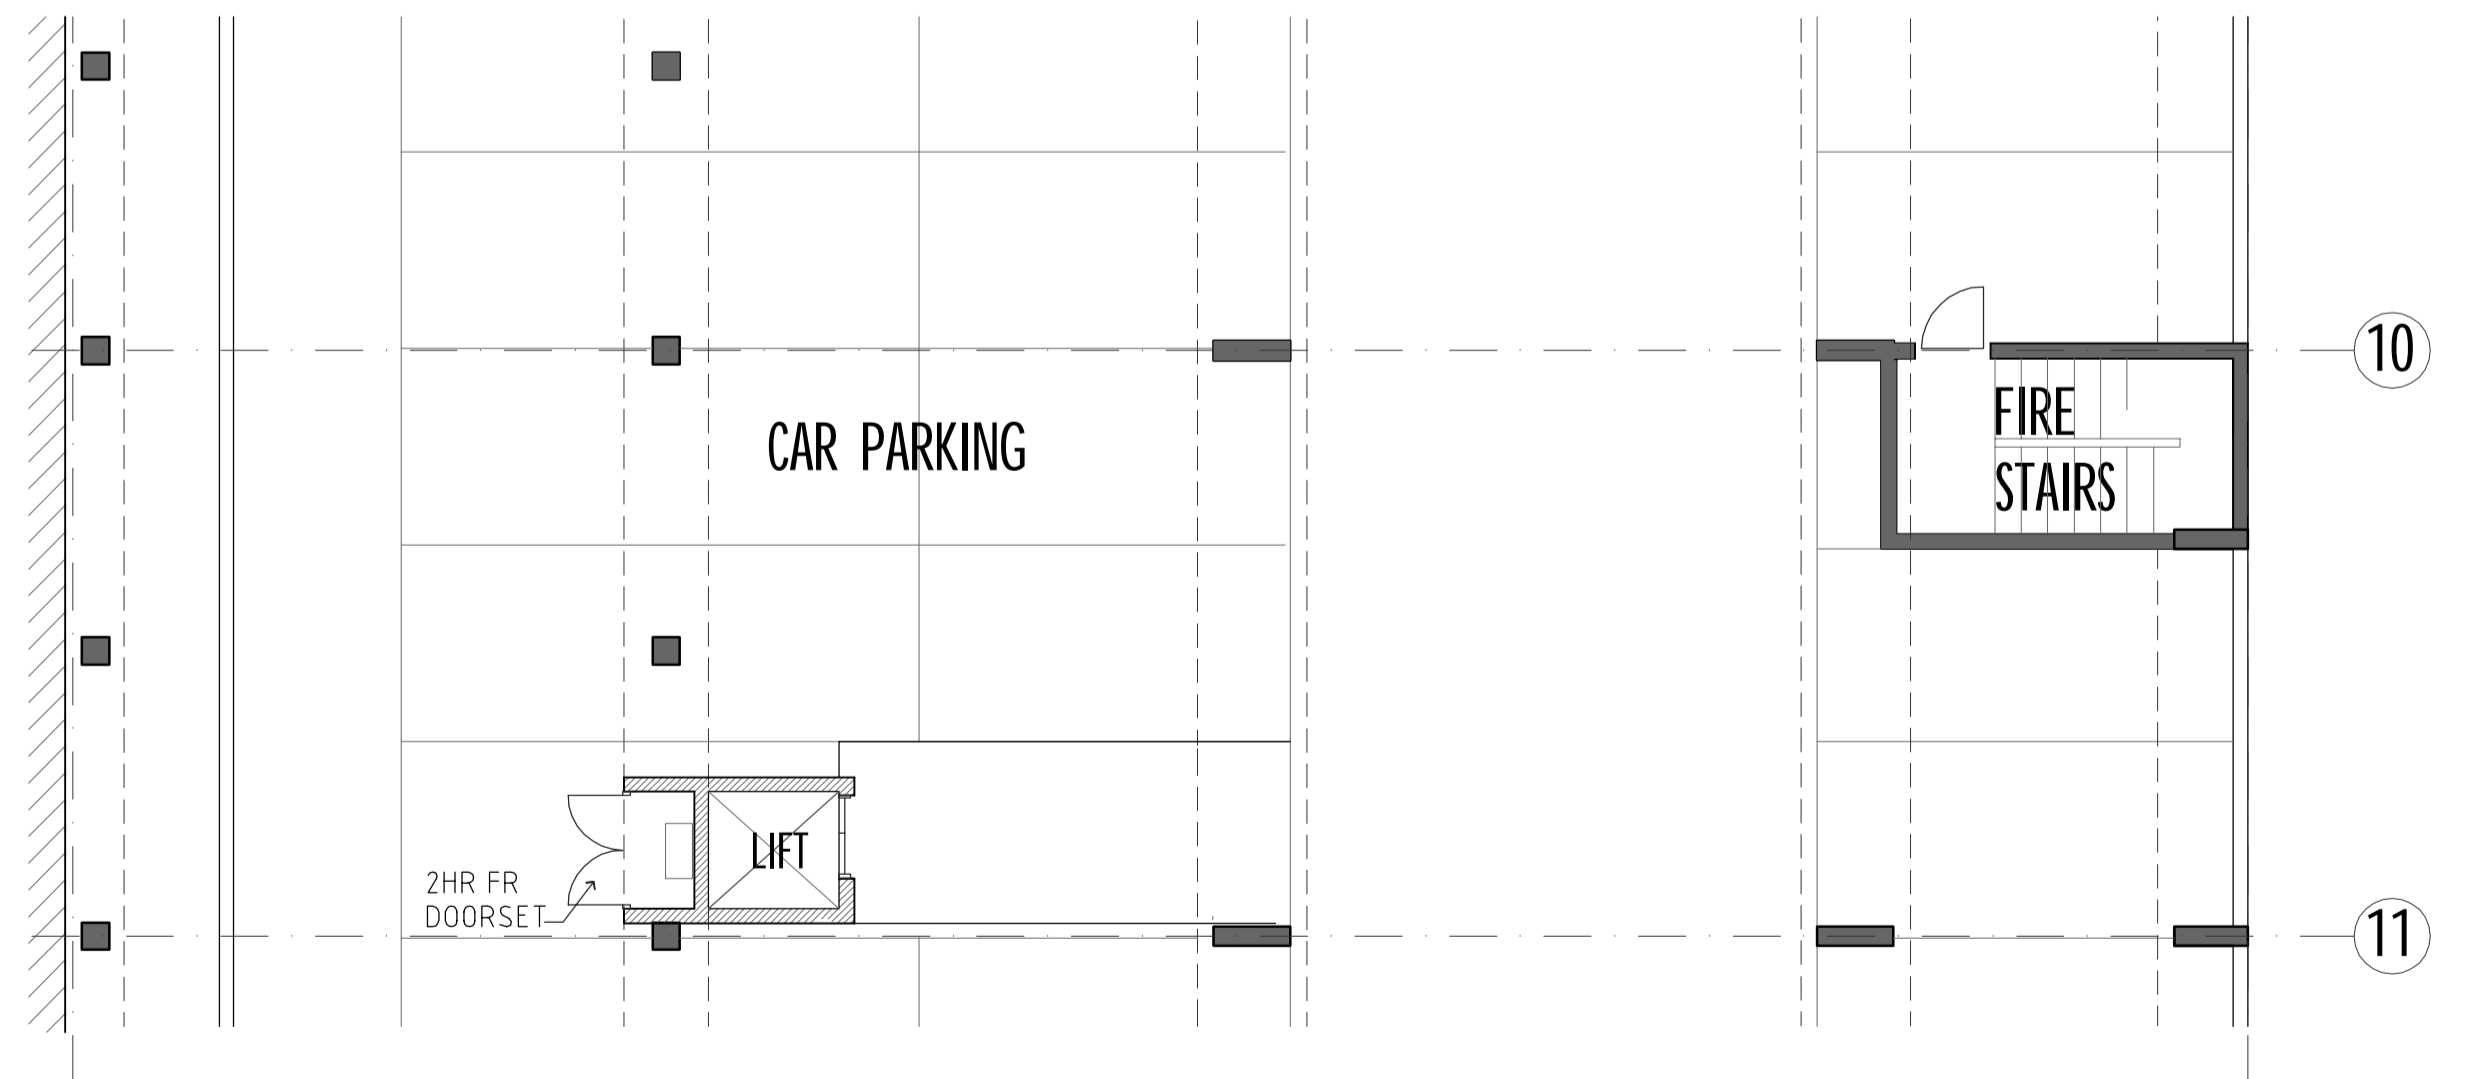 10
CAR PARKING
FIRE
STAIRS
LIFT
2HR FR
DOORSET
11